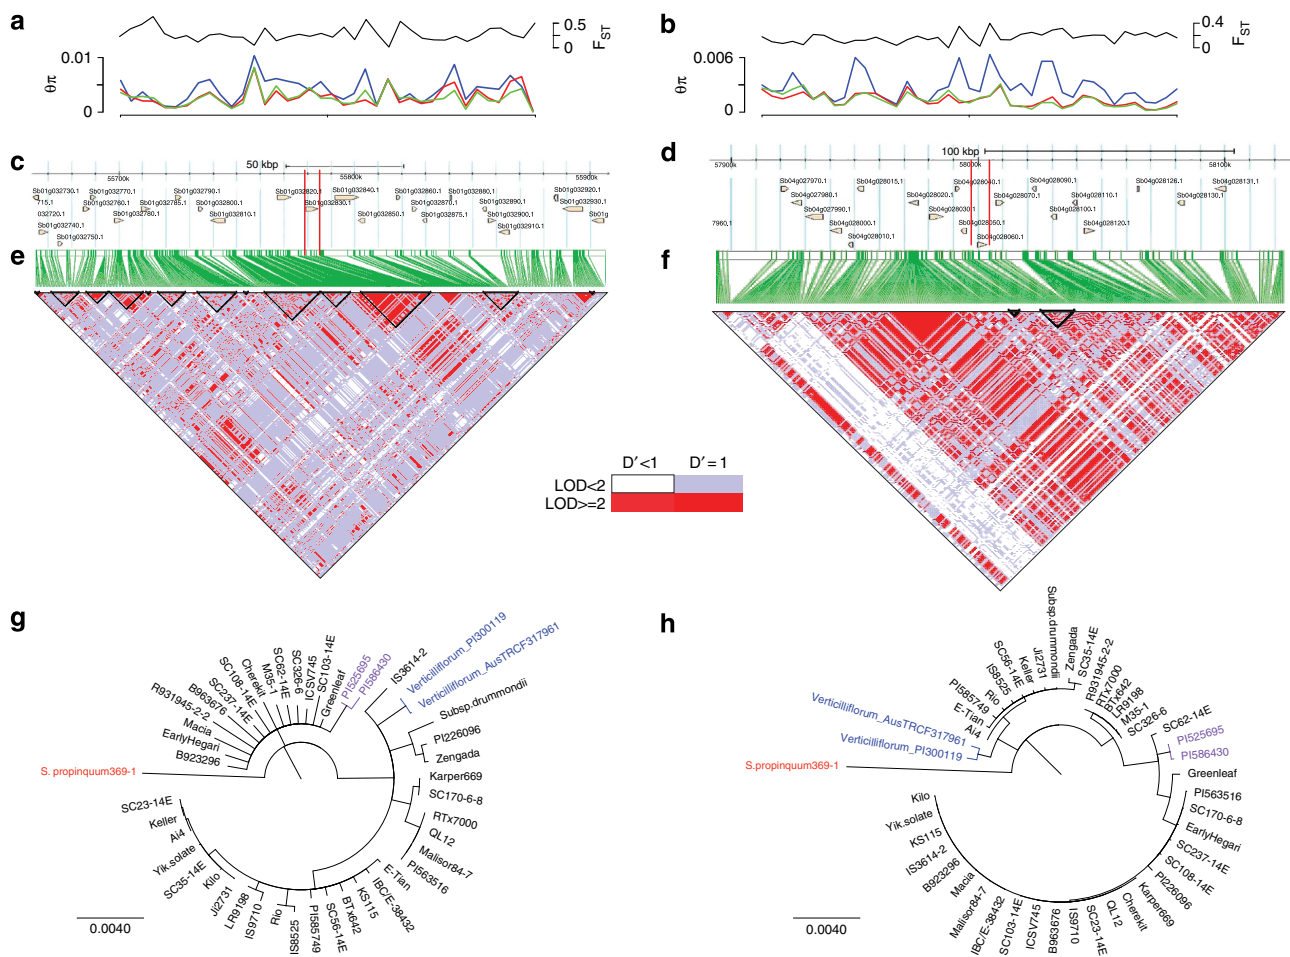 a
0.5
0
FST
0.01
0
θπ
b
0.4
0
FST
0.006
0
θπ
c
50 kbp
55700k
55800k
55900k
Sb01g032730.1
Sb01g032770.1
Sb01g032790.1
Sb01g032820.1
Sb01g032840.1
Sb01g032860.1
Sb01g032880.1
Sb01g032920.1
715.1
Sb01g032760.1
Sb01g032785.1
Sb01g032800.1
Sb01g032830.1
Sb01g032870.1
Sb01g032890.1
Sb01g032930.1
032720.1
Sb01g032780.1
Sb01g032810.1
Sb01g032850.1
Sb01g032875.1
Sb01g032900.1
Sb01g
Sb01g032740.1
Sb01g032910.1
Sb01g032750.1
d
100 kbp
57900k
58000k
58100k
Sb04g027970.1
Sb04g028015.1
Sb04g028040.1
Sb04g028090.1
Sb04g028126.1
Sb04g028131.1
Sb04g027980.1
Sb04g028020.1
Sb04g028070.1
Sb04g028110.1
Sb04g027990.1
Sb04g028030.1
Sb04g028100.1
7960.1
Sb04g028000.1
Sb04g028050.1
Sb04g028120.1
Sb04g028010.1
Sb04g028060.1
e
f
D′<1
D′=1
LOD<2
LOD>=2
g
S. propinquum369-1
B923296
EarlyHegari
Macia
R931945-2-2
B963676
SC237-14E
SC108-14E
Cherekit
M35-1
SC62-14E
SC326-6
ICSV745
SC103-14E
Greenleaf
PI525695
PI586430
IS3614-2
Verticilliflorum_PI300119
Verticilliflorum_AusTRCF317961
Subsp.drummondii
PI226096
Zengada
Karper669
SC170-6-8
RTx7000
QL12
Malisor84-7
PI563516
E-Tian
IBC/E-38432
KS115
BTx642
SC56-14E
PI585749
IS8525
Rio
IS9710
LR9198
Ji2731
Kilo
SC35-14E
Yik.solate
Ai4
Keller
SC23-14E
0.0040
h
S.propinquum369-1
Verticilliflorum_PI300119
Verticilliflorum_AusTRCF317961
Ai4
E-Tian
PI585749
Rio
IS8525
SC56-14E
Keller
Ji2731
Subsp.drummondii
Zengada
SC35-14E
R931945-2-2
RTx7000
BTx642
LR9198
M35-1
SC326-6
SC62-14E
PI525695
PI586430
Greenleaf
PI563516
SC170-6-8
EarlyHegari
SC237-14E
SC108-14E
PI226096
Karper669
Cherekit
QL12
SC23-14E
IS9710
B963676
ICSV745
SC103-14E
IBC/E-38432
Malisor84-7
Macia
B923296
IS3614-2
KS115
Yik.solate
Kilo
0.0040